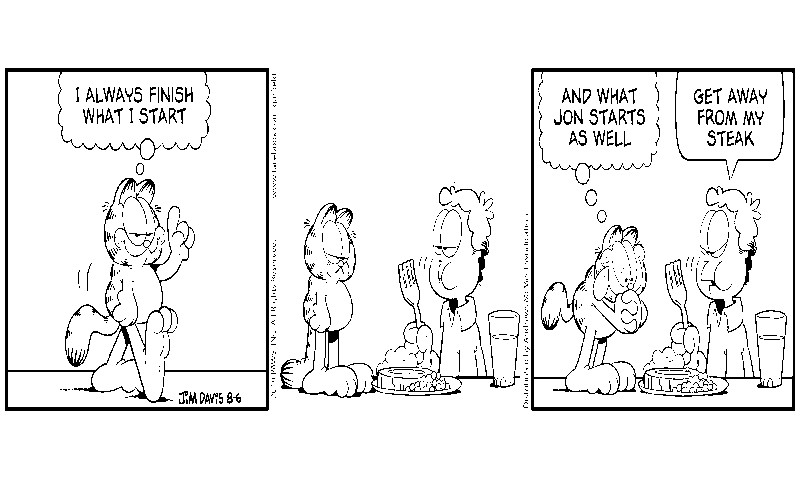 I ALWAYS FINISH
WHAT I START
JIM DAVIS 8-6
AND WHAT
JON STARTS
AS WELL
GET AWAY
FROM MY
STEAK